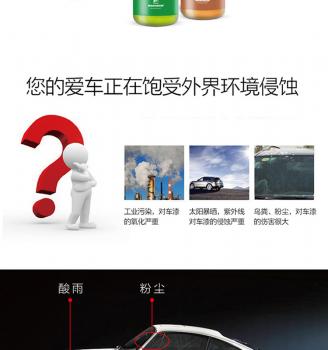 您的爱车正在饱受外界环境侵蚀
工业污染，对车漆
的氧化严重
太阳暴晒，紫外线
对车漆的侵蚀严重
鸟粪，粉尘，对车漆
的伤害很大
酸雨
粉尘